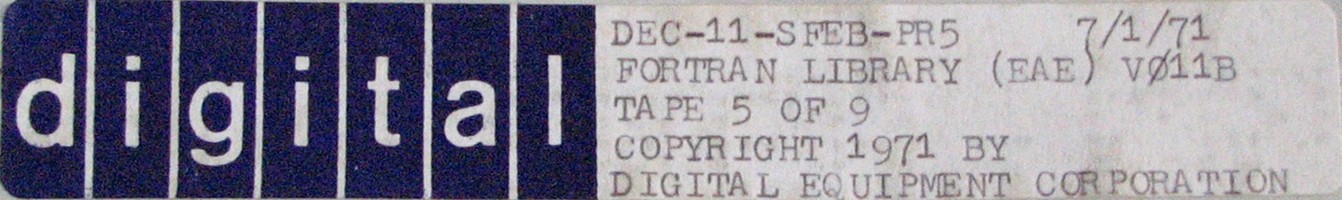 digital
DEC-11-SFEB-PR5 7/1/71
FORTRAN LIBRARY (EAE) VØ11B
TAPE 5 OF 9
COPYRIGHT 1971 BY
DIGITAL EQUIPMENT CORPORATION